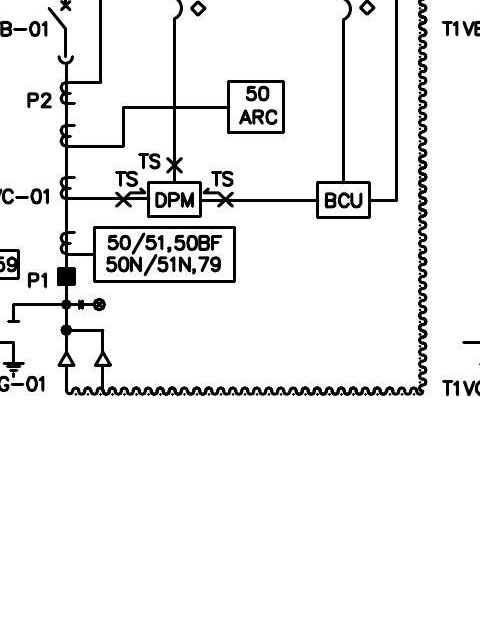 B-01
T1VB
P2
50
ARC
TS
TS
TS
C-01
DPM
BCU
50/51,50BF
50N/51N,79
59
P1
G-01
T1VC